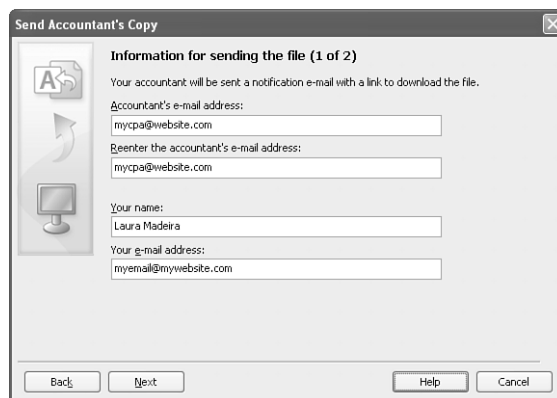 Send Accountant's Copy
Information for sending the file (1 of 2)
Your accountant will be sent a notification e-mail with a link to download the file.
Accountant's e-mail address:
mycpa@website.com
Reenter the accountant's e-mail address:
mycpa@website.com
Your name:
Laura Madeira
Your e-mail address:
myemail@mywebsite.com
Back
Next
Help
Cancel